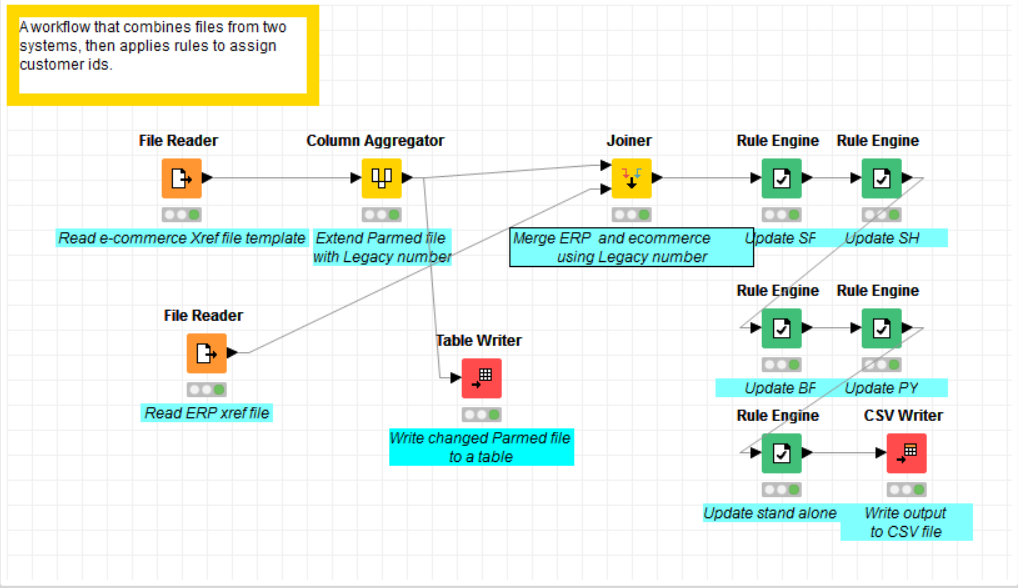 A workflow that combines files from two
systems, then applies rules to assign
customer ids.
File Reader
Column Aggregator
Joiner
Rule Engine
Rule Engine
Read e-commerce Xref file template
Extend Parmed file
with Legacy number
Merge ERP and ecommerce
using Legacy number
Update SF
Update SH
File Reader
Read ERP xref file
Table Writer
Write changed Parmed file
to a table
Rule Engine
Rule Engine
Update BF
Update PY
Rule Engine
CSV Writer
Update stand alone
Write output
to CSV file